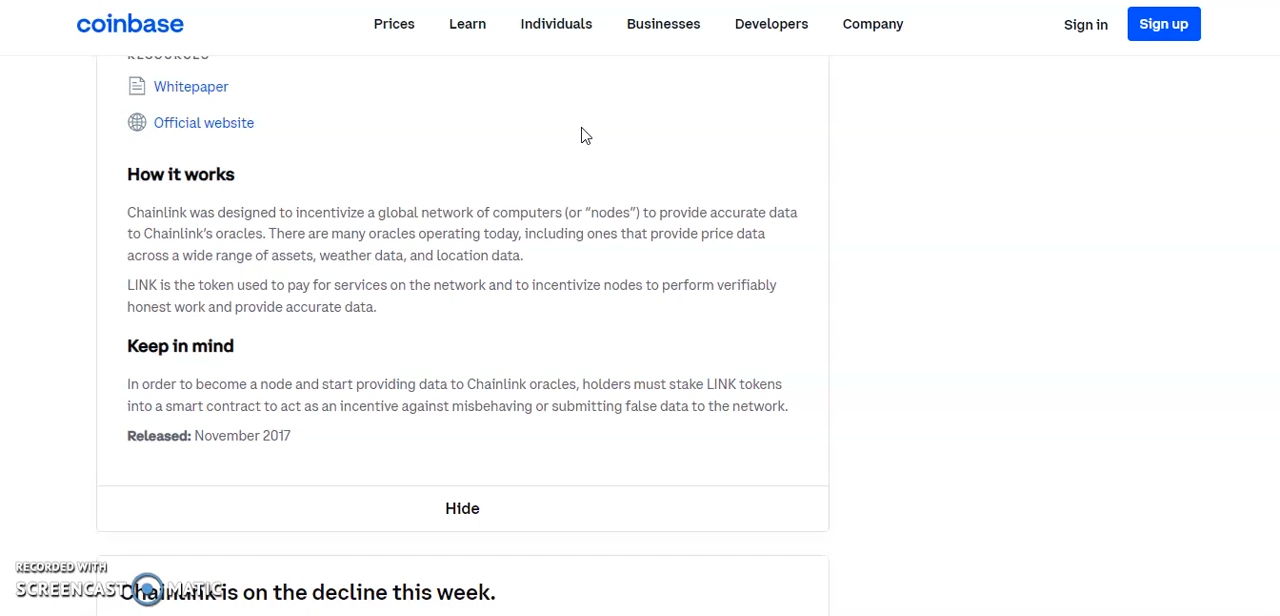 coinbase
Prices Learn Individuals Businesses Developers Company Sign in Sign up
RESOURCES
Whitepaper
Official website
How it works
Chainlink was designed to incentivize a global network of computers (or “nodes”) to provide accurate data
to Chainlink’s oracles. There are many oracles operating today, including ones that provide price data
across a wide range of assets, weather data, and location data.
LINK is the token used to pay for services on the network and to incentivize nodes to perform verifiably
honest work and provide accurate data.
Keep in mind
In order to become a node and start providing data to Chainlink oracles, holders must stake LINK tokens
into a smart contract to act as an incentive against misbehaving or submitting false data to the network.
Released: November 2017
Hide
RECORDED WITH
SCREENCAST MATIC
Chainlink is on the decline this week.